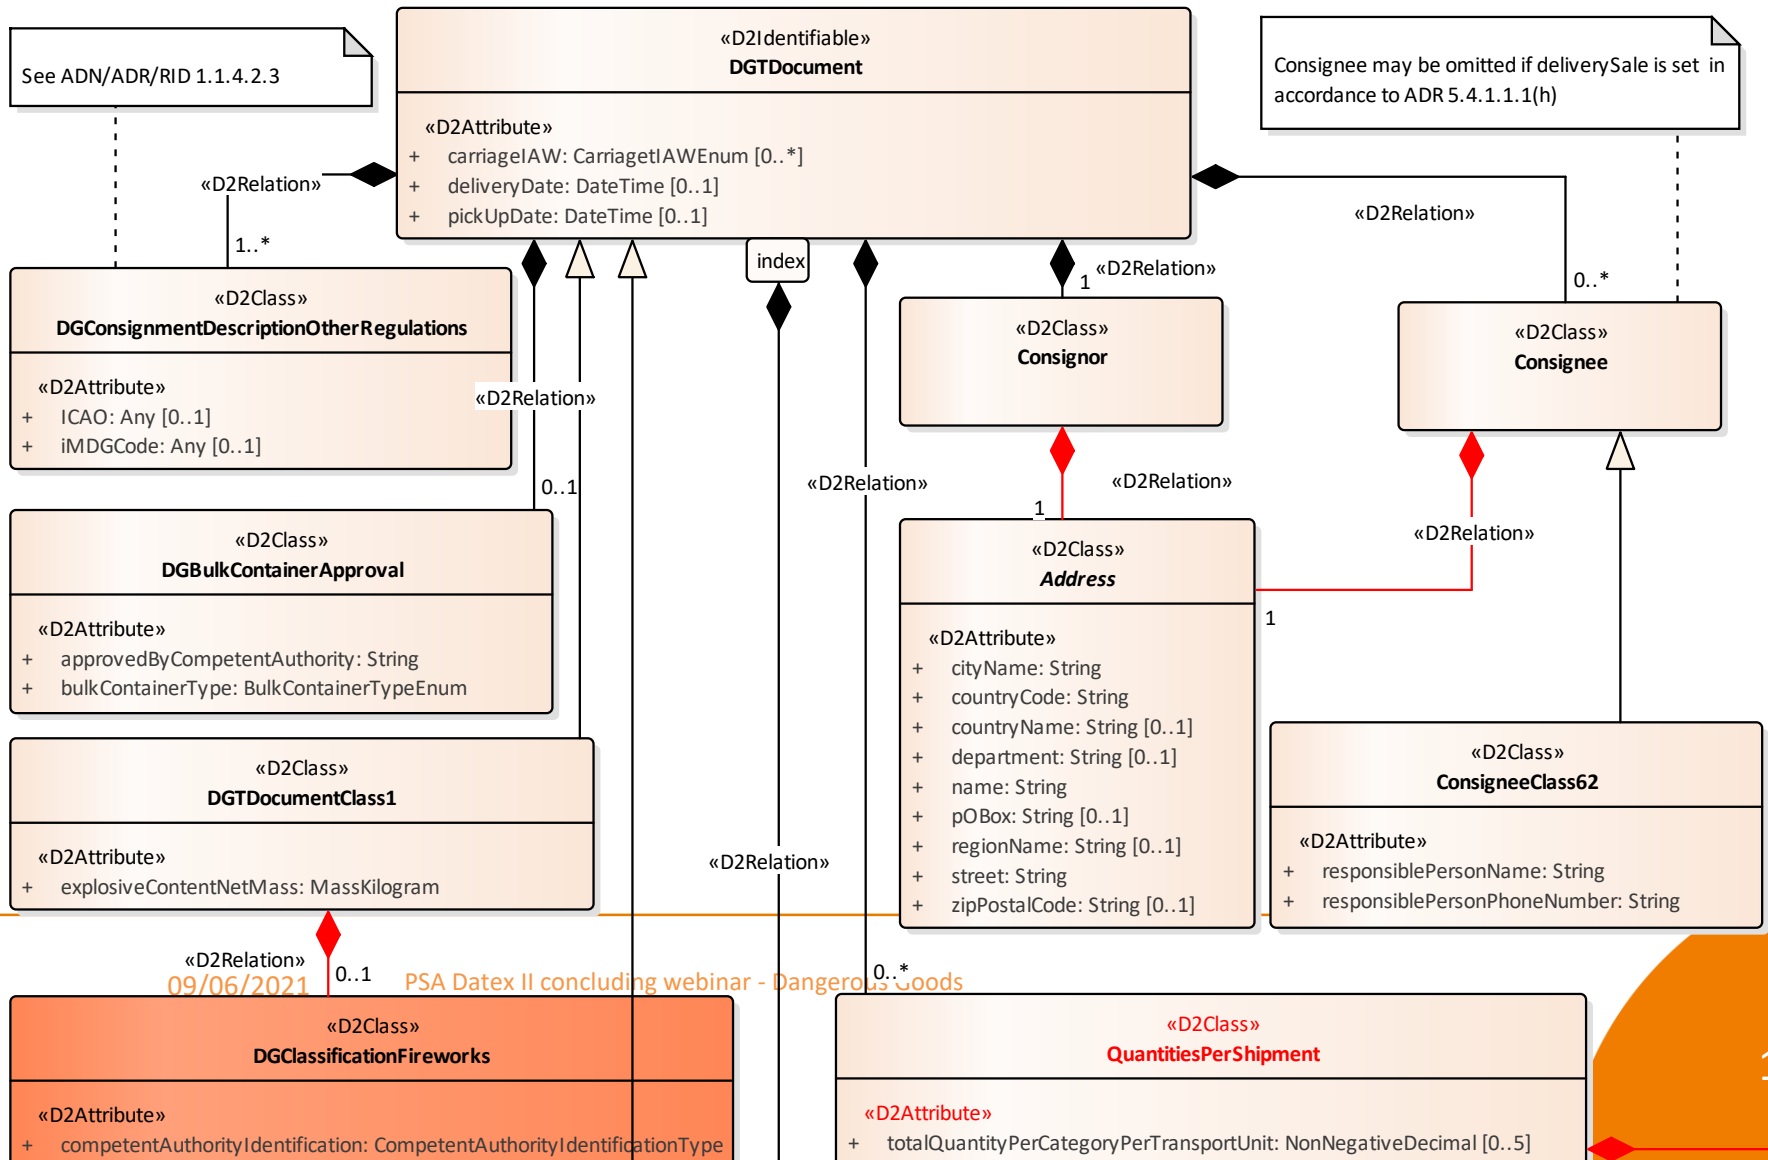 See ADN/ADR/RID 1.1.4.2.3
«D2Identifiable»
DGTDocument
«D2Attribute»
+ carriageIAW: CarriagetIAWEnum [0..*]
+ deliveryDate: DateTime [0..1]
+ pickUpDate: DateTime [0..1]
Consignee may be omitted if deliverySale is set in
accordance to ADR 5.4.1.1.1(h)
«D2Relation»
1..*
index
«D2Relation»
1
«D2Relation»
0..*
«D2Class»
DGConsignmentDescriptionOtherRegulations
«D2Attribute»
+ ICAO: Any [0..1]
+ iMDGCode: Any [0..1]
«D2Relation»
0..1
«D2Class»
Consignor
«D2Class»
Consignee
«D2Relation»
«D2Relation»
1
«D2Relation»
1
«D2Class»
DGBulkContainerApproval
«D2Attribute»
+ approvedByCompetentAuthority: String
+ bulkContainerType: BulkContainerTypeEnum
«D2Class»
Address
«D2Attribute»
+ cityName: String
+ countryCode: String
+ countryName: String [0..1]
+ department: String [0..1]
+ name: String
+ pOBox: String [0..1]
+ regionName: String [0..1]
+ street: String
+ zipPostalCode: String [0..1]
«D2Class»
DGTDocumentClass1
«D2Attribute»
+ explosiveContentNetMass: MassKilogram
«D2Class»
ConsigneeClass62
«D2Attribute»
+ responsiblePersonName: String
+ responsiblePersonPhoneNumber: String
«D2Relation»
«D2Relation»
0..1
0..*
09/06/2021
PSA Datex II concluding webinar - Dangerous Goods
«D2Class»
DGClassificationFireworks
«D2Attribute»
+ competentAuthorityIdentification: CompetentAuthorityIdentificationType
«D2Class»
QuantitiesPerShipment
«D2Attribute»
+ totalQuantityPerCategoryPerTransportUnit: NonNegativeDecimal [0..5]